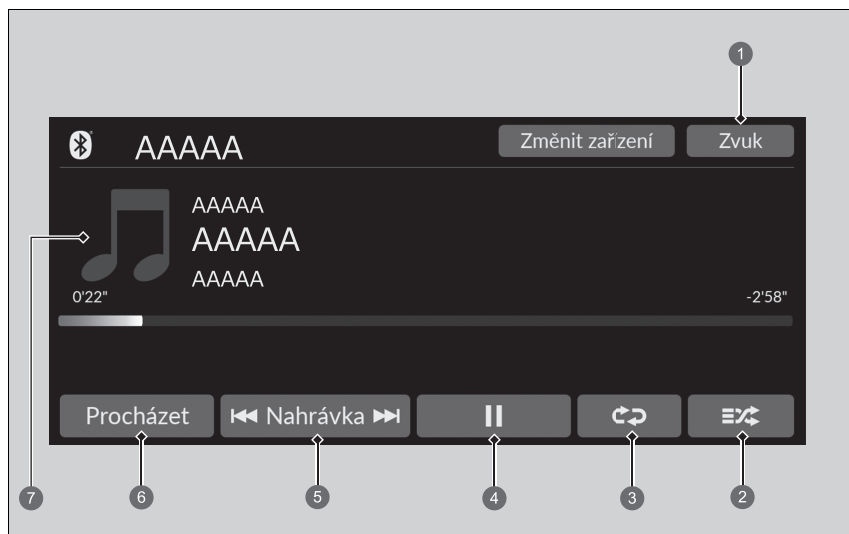 1
AAAAA Změnit zařízení Zvuk
AAAAA
7 AAAAA
AAAAA
0'22" -2'58"
Procházet Nahrávka
7 6 5 4 3 2